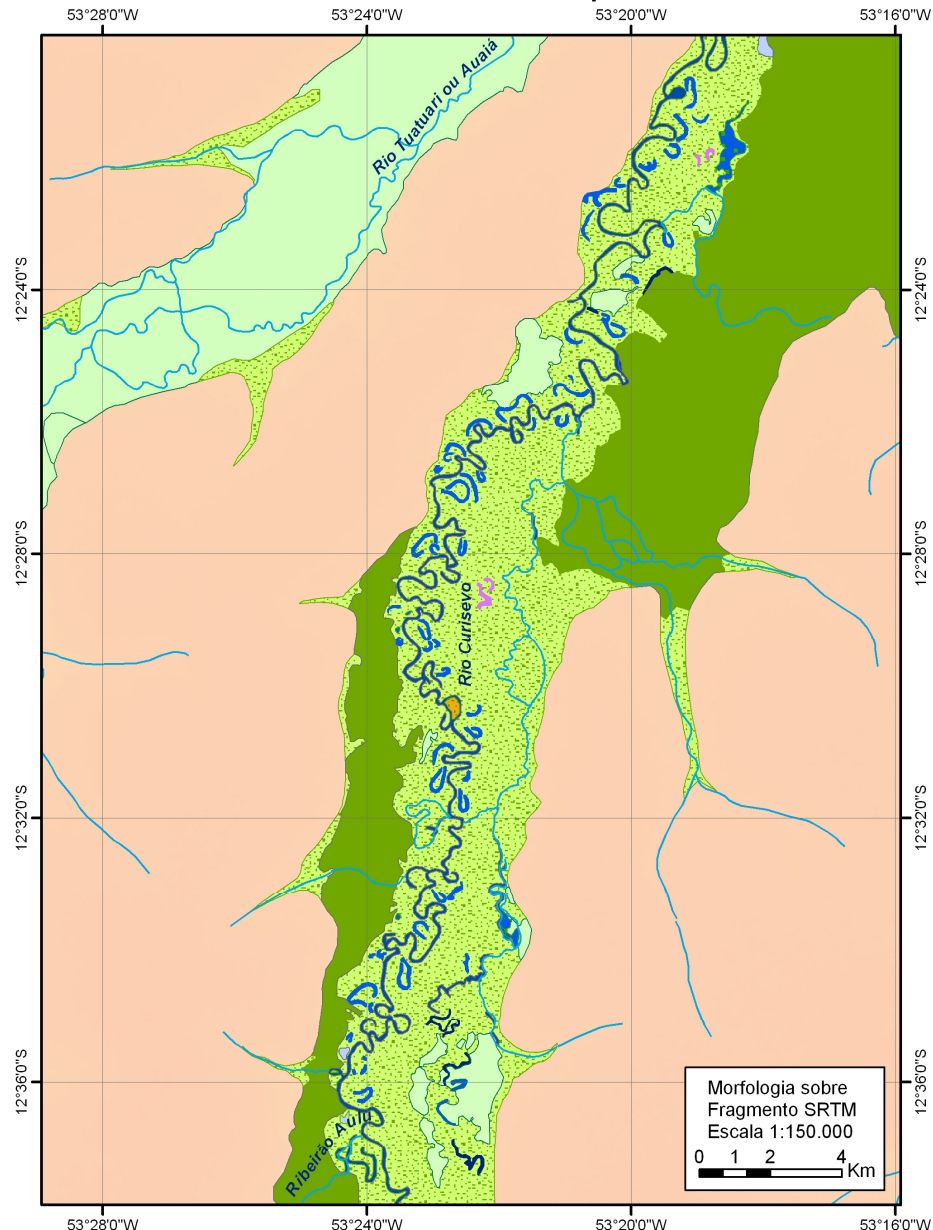 53°28'0"W
53°24'0"W
53°20'0"W
53°16'0"W
Rio Tuatuari ou Auaiá
12°24'0"S
12°24'0"S
12°28'0"S
12°28'0"S
Rio Curisevo
12°32'0"S
12°32'0"S
12°36'0"S
12°36'0"S
Ribeirão Auíu
Morfologia sobre
Fragmento SRTM
Escala 1:150.000
0 1 2 4 Km
53°28'0"W
53°24'0"W
53°20'0"W
53°16'0"W